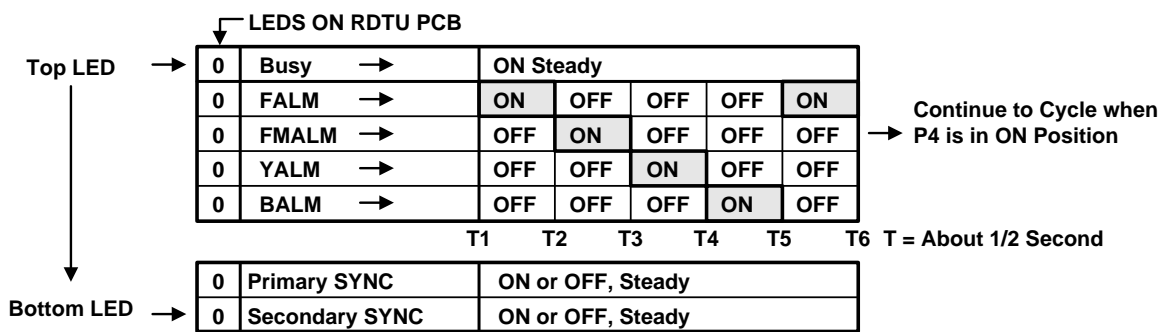 LEDS ON RDTU PCB
Top LED 0 Busy ON Steady
0 FALM ON OFF OFF OFF ON
0 FMALM OFF ON OFF OFF OFF
0 YALM OFF OFF ON OFF OFF
0 BALM OFF OFF OFF ON OFF
Continue to Cycle when
P4 is in ON Position
T1 T2 T3 T4 T5 T6 T = About 1/2 Second
0 Primary SYNC ON or OFF, Steady
Bottom LED 0 Secondary SYNC ON or OFF, Steady